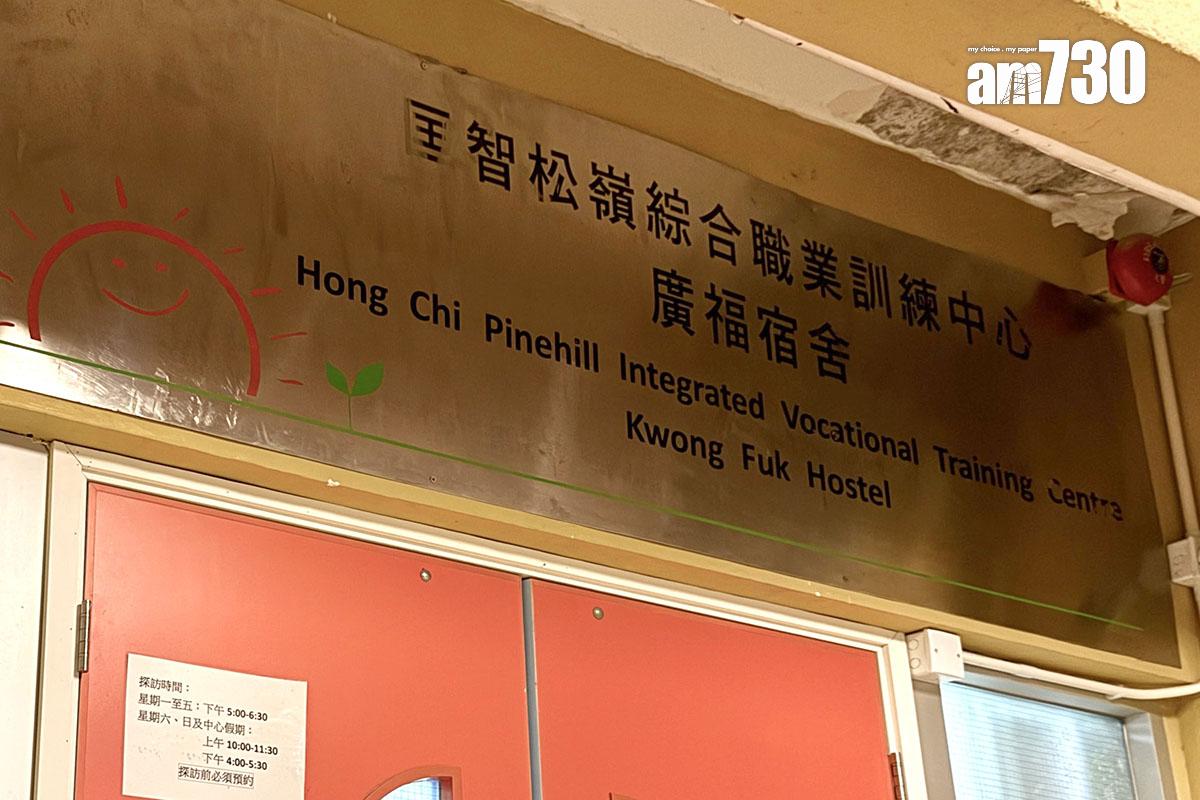 my choice . my paper
am730
匡智松嶺綜合職業訓練中心
廣福宿舍
Hong Chi Pinehill Integrated Vocational Training Centre
Kwong Fuk Hostel
探訪時間：
星期一至五：下午 5:00-6:30
星期六、日及中心假期：
上午 10:00-11:30
下午 4:00-5:30
探訪前必須預約